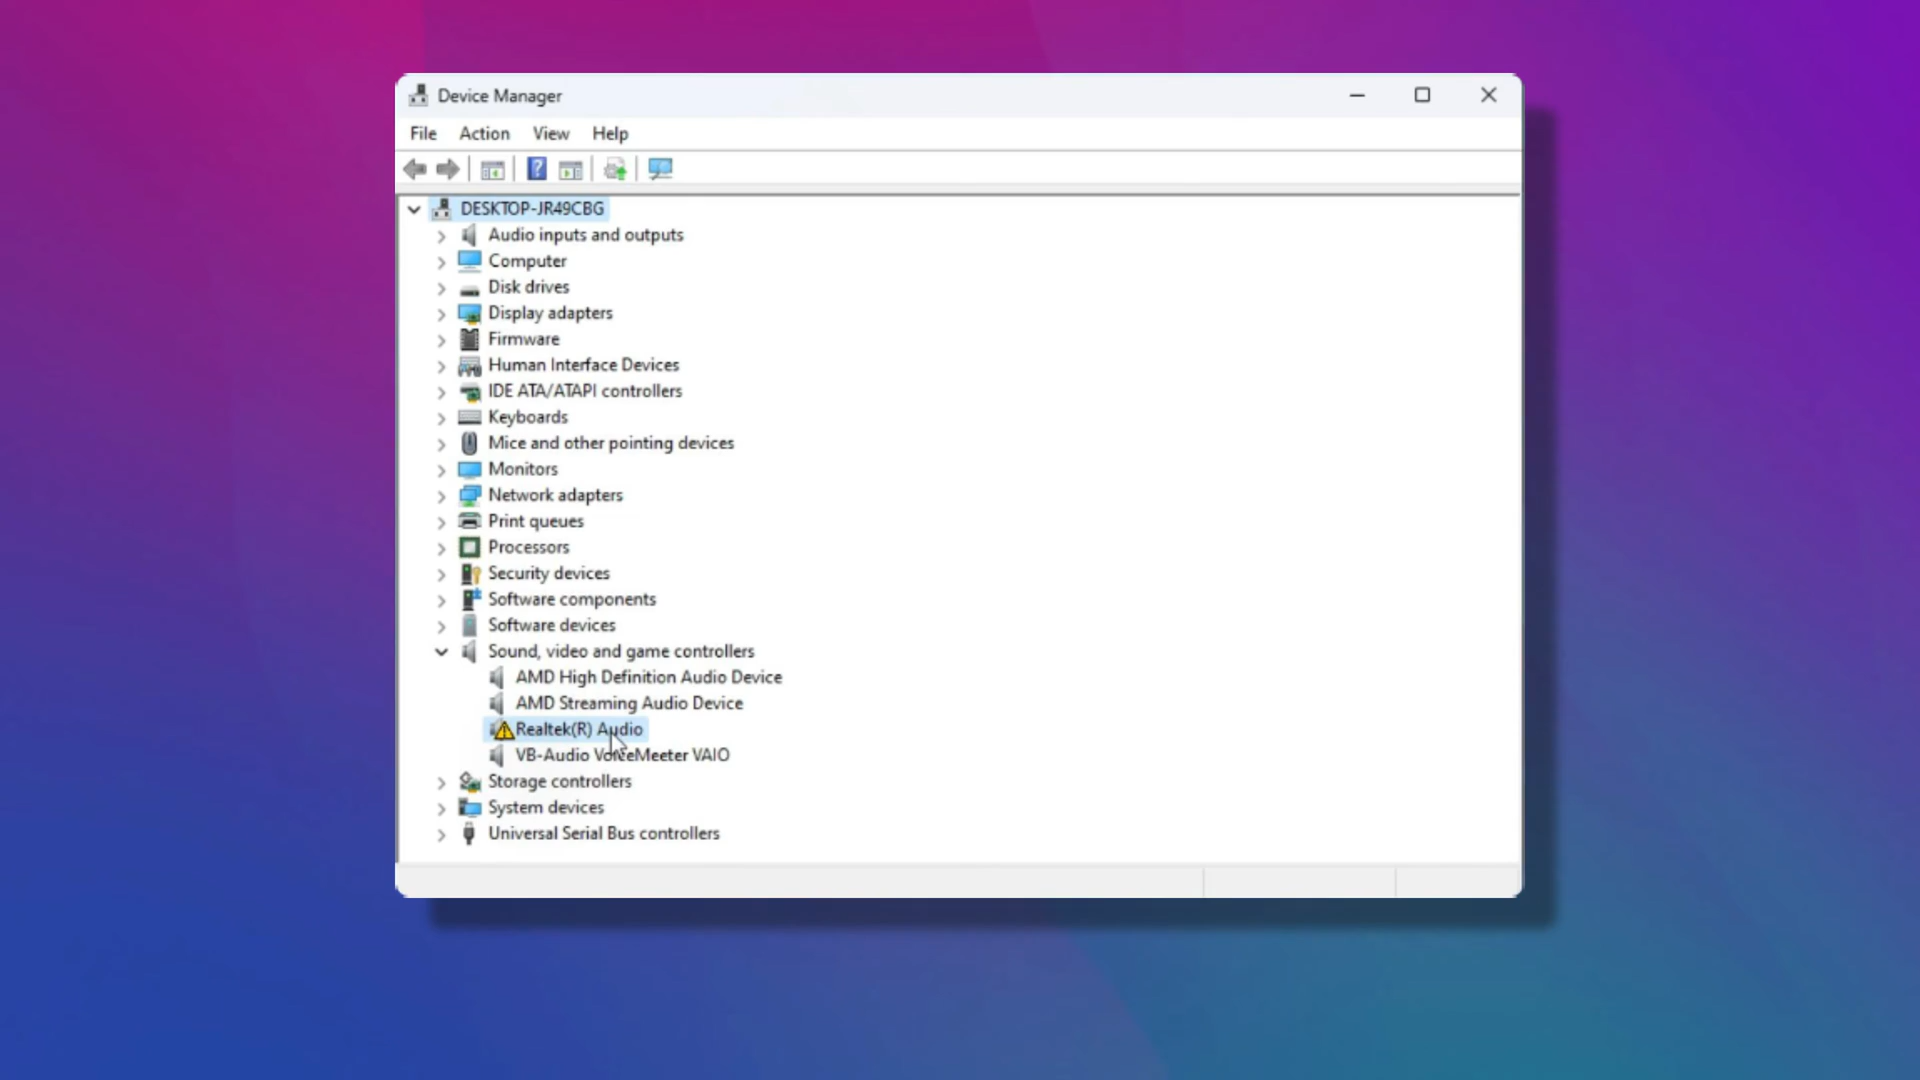 Device Manager
File Action View Help
DESKTOP-JR49CBG
Audio inputs and outputs
Computer
Disk drives
Display adapters
Firmware
Human Interface Devices
IDE ATA/ATAPI controllers
Keyboards
Mice and other pointing devices
Monitors
Network adapters
Print queues
Processors
Security devices
Software components
Software devices
Sound, video and game controllers
AMD High Definition Audio Device
AMD Streaming Audio Device
Realtek(R) Audio
VB-Audio VoiceMeeter VAIO
Storage controllers
System devices
Universal Serial Bus controllers